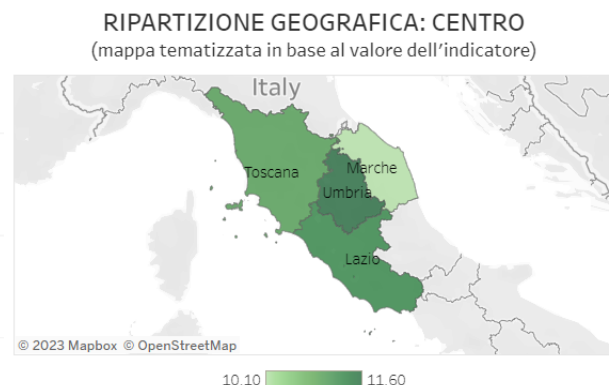 RIPARTIZIONE GEOGRAFICA: CENTRO
(mappa tematizzata in base al valore dell'indicatore)
Italy
Toscana
Marche
Umbria
Lazio
© 2023 Mapbox © OpenStreetMap
10.10 11.60